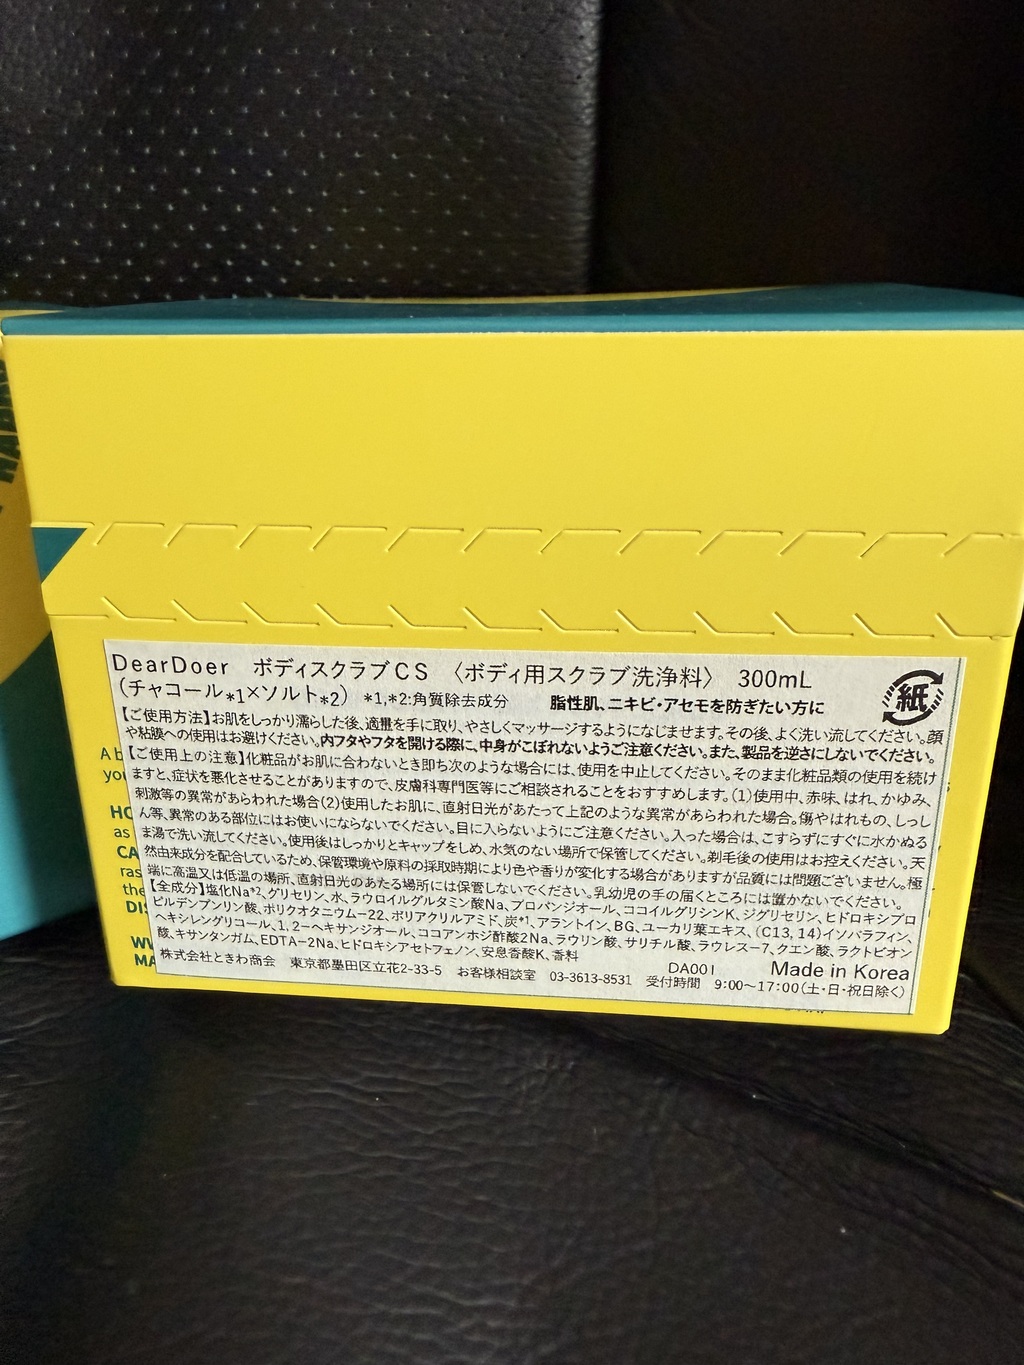 DearDoer ボディスクラブCS 〈ボディ用スクラブ洗浄料〉 300mL
(チャコール*1×ソルト*2) *1,*2:角質除去成分 脂性肌、ニキビ・アセモを防ぎたい方に
紙
【ご使用方法】お肌をしっかり濡らした後、適量を手に取り、やさしくマッサージするようになじませます。その後、よく洗い流してください。顔
や粘膜への使用はお避けください。内フタやフタを開ける際に、中身がこぼれないようご注意ください。また、製品を逆さにしないでください。
【ご使用上の注意】化粧品がお肌に合わないとき即ち次のような場合には、使用を中止してください。そのまま化粧品類の使用を続け
ますと、症状を悪化させることがありますので、皮膚科専門医等にご相談されることをおすすめします。(1)使用中、赤味、はれ、かゆみ、
刺激等の異常があらわれた場合(2)使用したお肌に、直射日光があたって上記のような異常があらわれた場合。傷やはれもの、しっし
ん等、異常のある部位にはお使いにならないでください。目に入らないようにご注意ください。入った場合は、こすらずにすぐに水かぬる
ま湯で洗い流してください。使用後はしっかりとキャップをしめ、水気のない場所で保管してください。剃毛後の使用はお控えください。天
然由来成分を配合しているため、保管環境や原料の採取時期により色や香りが変化する場合がありますが品質には問題ございません。極
端に高温又は低温の場所、直射日光のあたる場所には保管しないでください。乳幼児の手の届くところには置かないでください。
【全成分】塩化Na*2、グリセリン、水、ラウロイルグルタミン酸Na、プロパンジオール、ココイルグリシンK、ジグリセリン、ヒドロキシプロ
ピルデンプンリン酸、ポリクオタニウム-22、ポリアクリルアミド、炭*1、アラントイン、BG、ユーカリ葉エキス、(C13,14)イソパラフィン、
ヘキシレングリコール、1,2-ヘキサンジオール、ココアンホジ酢酸2Na、ラウリン酸、サリチル酸、ラウレス-7、クエン酸、ラクトビオン
酸、キサンタンガム、EDTA-2Na、ヒドロキシアセトフェノン、安息香酸K、香料
DA001 Made in Korea
株式会社ときわ商会 東京都墨田区立花2-33-5 お客様相談室 03-3613-8531 受付時間 9:00〜17:00(土・日・祝日除く)
A b
yo
HO
as
CA
ras
the
DIS
WV
MA